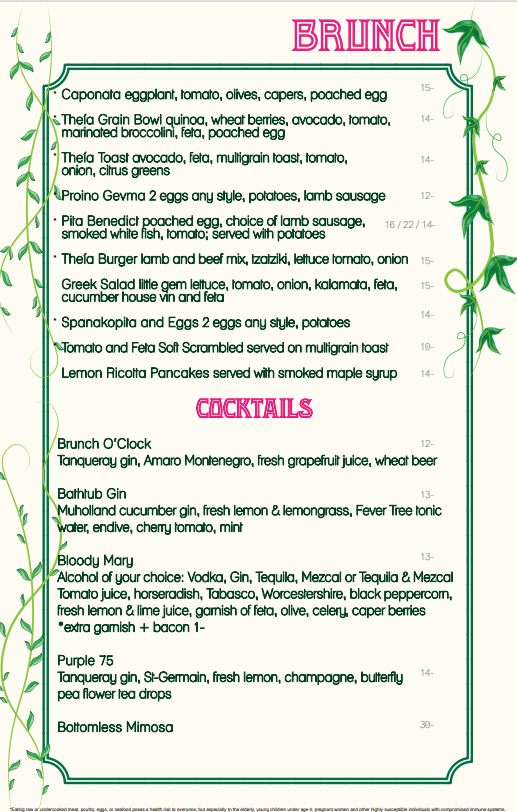 BRUNCH
* Caponata eggplant, tomato, olives, capers, poached egg 15-
* Thefa Grain Bowl quinoa, wheat berries, avocado, tomato, 14-
marinated broccolini, feta, poached egg
* Thefa Toast avocado, feta, multigrain toast, tomato, 14-
onion, citrus greens
* Proino Gevma 2 eggs any style, potatoes, lamb sausage 12-
* Pita Benedict poached egg, choice of lamb sausage, 16 / 22 / 14-
smoked white fish, tomato; served with potatoes
* Thefa Burger lamb and beef mix, tzatziki, lettuce tomato, onion 15-
Greek Salad little gem lettuce, tomato, onion, kalamata, feta, 15-
cucumber house vin and feta
* Spanakopita and Eggs 2 eggs any style, potatoes 14-
* Tomato and Feta Soft Scrambled served on multigrain toast 10-
Lemon Ricotta Pancakes served with smoked maple syrup 14-
COCKTAILS
Brunch O'Clock 12-
Tanqueray gin, Amaro Montenegro, fresh grapefruit juice, wheat beer
Bathtub Gin 13-
Muholland cucumber gin, fresh lemon & lemongrass, Fever Tree tonic
water, endive, cherry tomato, mint
Bloody Mary 13-
Alcohol of your choice: Vodka, Gin, Tequila, Mezcal or Tequila & Mezcal
Tomato juice, horseradish, Tabasco, Worcestershire, black peppercorn,
fresh lemon & lime juice, garnish of feta, olive, celery, caper berries
*extra garnish + bacon 1-
Purple 75
Tanqueray gin, St-Germain, fresh lemon, champagne, butterfly 14-
pea flower tea drops
Bottomless Mimosa 30-
*Eating raw or undercooked meat, poultry, eggs, or seafood poses a health risk to everyone, but especially to the elderly, young children under age 4, pregnant women and other highly susceptible individuals with compromised immune systems.